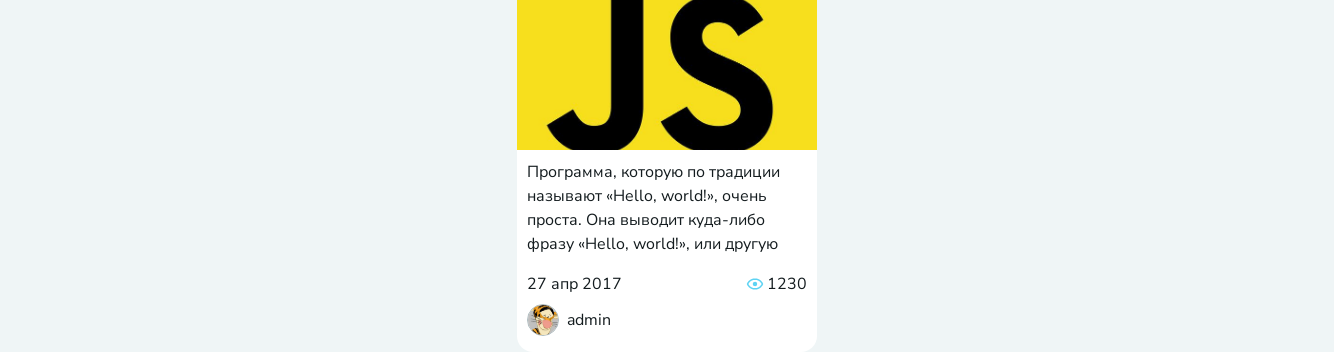 JS
Программа, которую по традиции
называют «Hello, world!», очень
проста. Она выводит куда-либо
фразу «Hello, world!», или другую
27 апр 2017 1230
admin